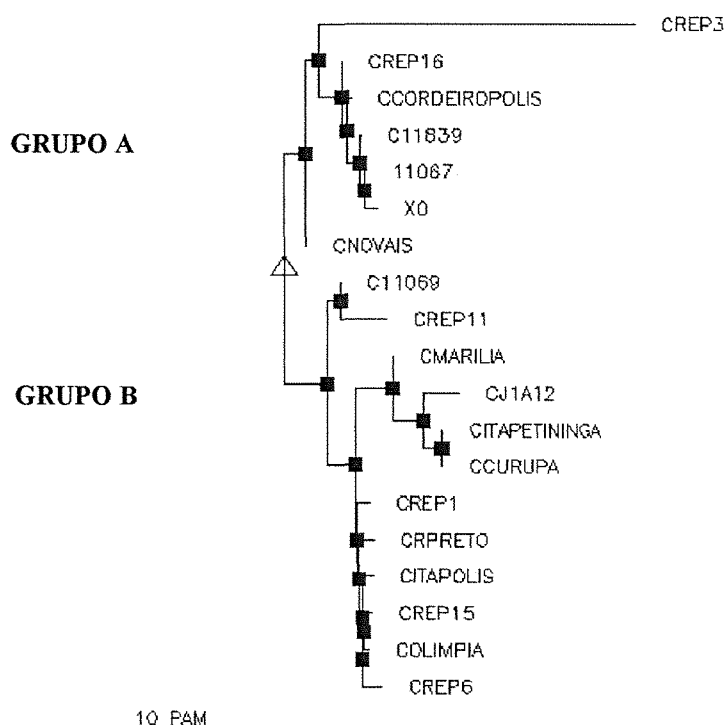 CREP3
CREP16
CCORDEIROPOLIS
C11839
GRUPO A
11067
X0
CNOVAIS
C11069
CREP11
CMARILIA
GRUPO B
CJ1A12
CITAPETININGA
CCURUPA
CREP1
CRPRETO
CITAPOLIS
CREP15
COLIMPIA
CREP6
10 PAM